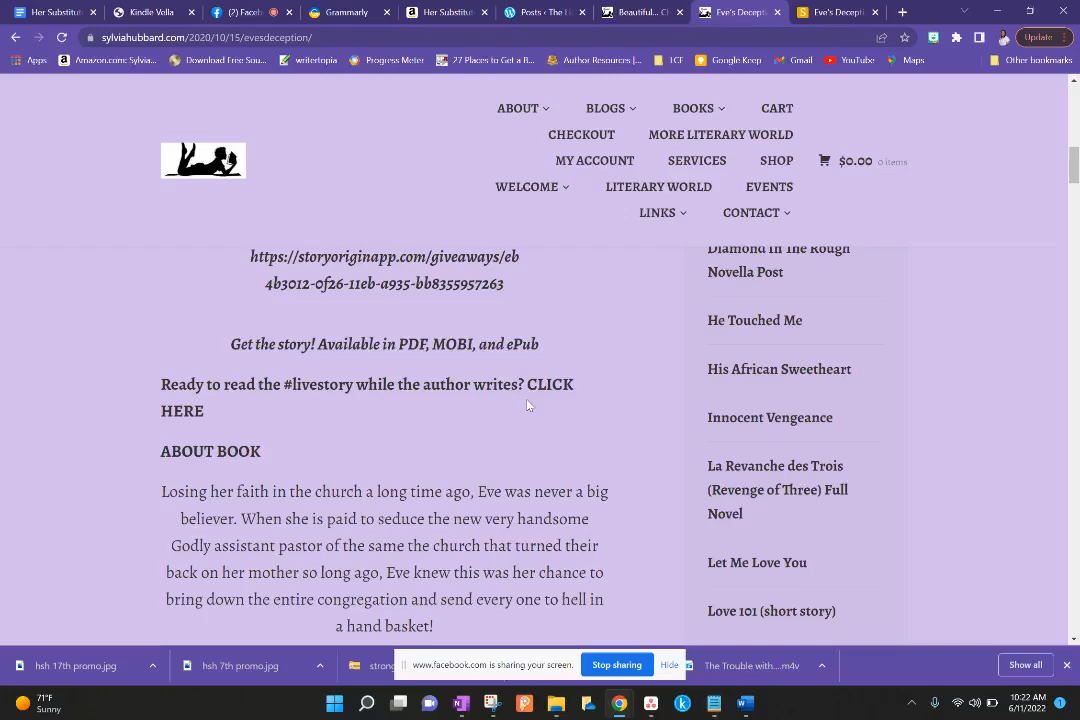 Her Substitut
Kindle Vella
(2) Faceb
Grammarly
Her Substitut
Posts ‹ The Li
Beautiful... Ch
Eve's Decepti
Eve's Decepti
sylviahubbard.com/2020/10/15/evesdeception/
Update
Apps
Amazon.com: Sylvia...
Download Free Sou...
writertopia
Progress Meter
27 Places to Get a B...
Author Resources |...
LCF
Google Keep
Gmail
YouTube
Maps
Other bookmarks
ABOUT
BLOGS
BOOKS
CART
CHECKOUT
MORE LITERARY WORLD
MY ACCOUNT
SERVICES
SHOP
$0.00 0 items
WELCOME
LITERARY WORLD
EVENTS
LINKS
CONTACT
https://storyoriginapp.com/giveaways/eb
4b3012-0f26-11eb-a935-bb8355957263
Get the story! Available in PDF, MOBI, and ePub
Ready to read the #livestory while the author writes? CLICK
HERE
ABOUT BOOK
Losing her faith in the church a long time ago, Eve was never a big
believer. When she is paid to seduce the new very handsome
Godly assistant pastor of the same the church that turned their
back on her mother so long ago, Eve knew this was her chance to
bring down the entire congregation and send every one to hell in
a hand basket!
Diamond In The Rough
Novella Post
He Touched Me
His African Sweetheart
Innocent Vengeance
La Revanche des Trois
(Revenge of Three) Full
Novel
Let Me Love You
Love 101 (short story)
hsh 17th promo.jpg
hsh 7th promo.jpg
stron
www.facebook.com is sharing your screen.
Stop sharing
Hide
The Trouble with....m4v
Show all
71°F
Sunny
10:22 AM
6/11/2022